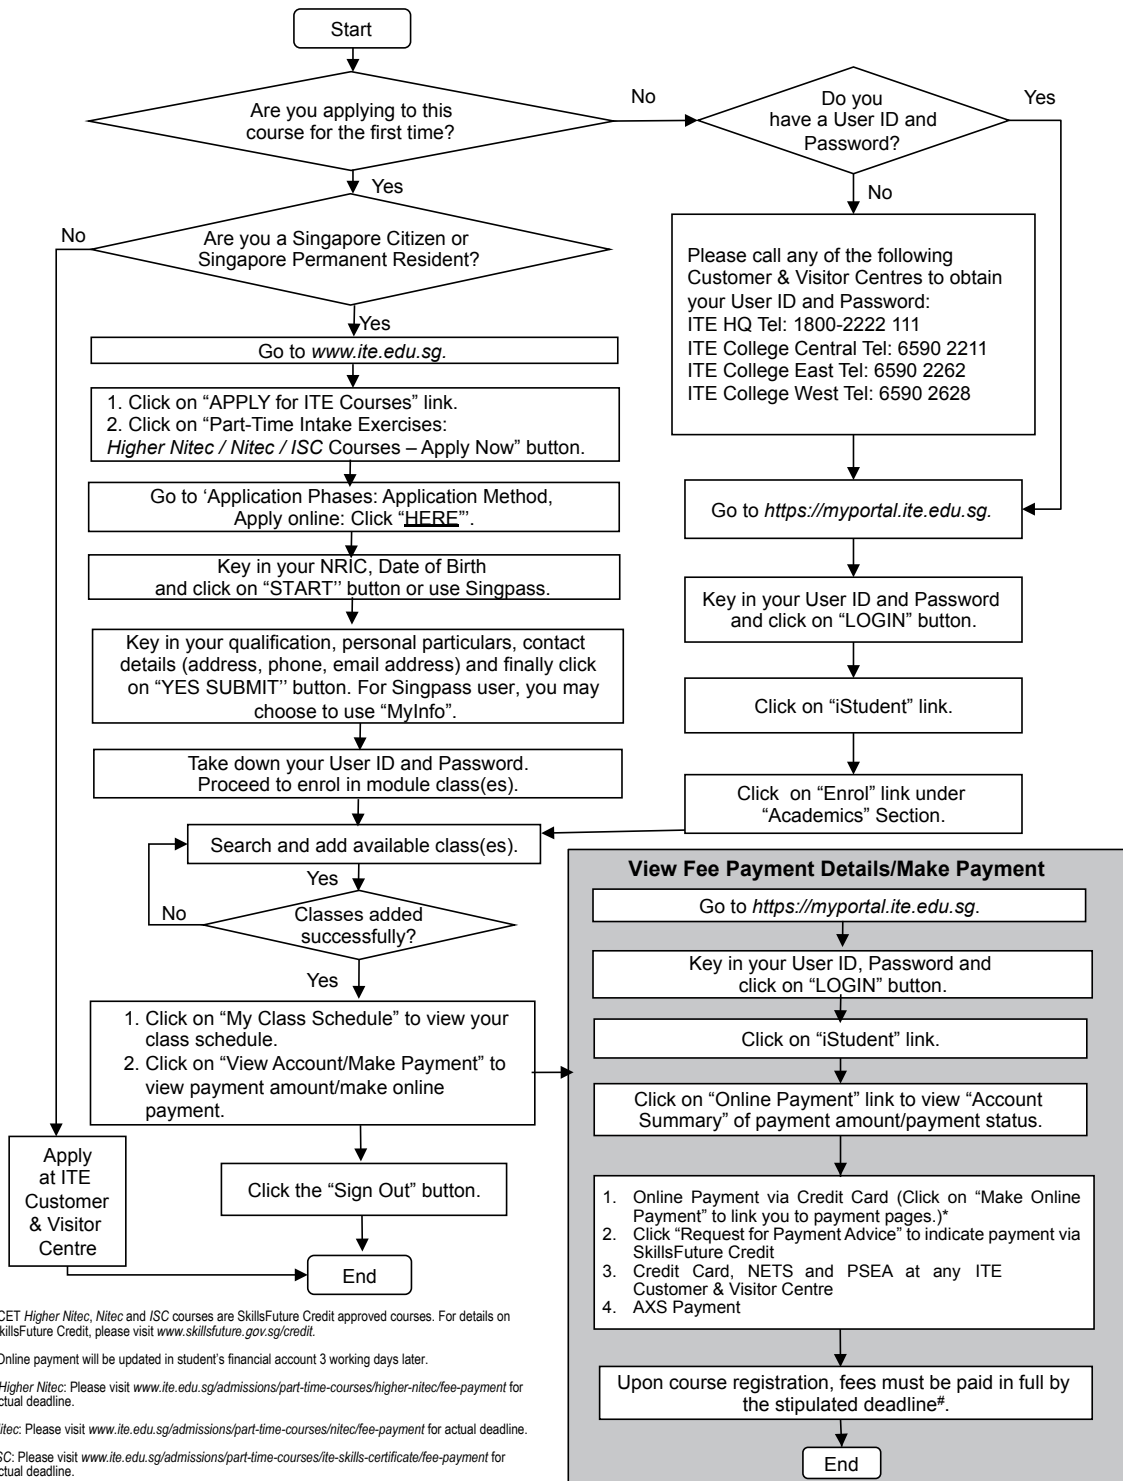 Start
Are you applying to this
course for the first time?
No
Do you
have a User ID and
Password?
Yes
Yes
No
No
Are you a Singapore Citizen or
Singapore Permanent Resident?
Yes
Please call any of the following
Customer & Visitor Centres to obtain
your User ID and Password:
ITE HQ Tel: 1800-2222 111
ITE College Central Tel: 6590 2211
ITE College East Tel: 6590 2262
ITE College West Tel: 6590 2628
Go to www.ite.edu.sg.
1. Click on “APPLY for ITE Courses” link.
2. Click on “Part-Time Intake Exercises:
Higher Nitec / Nitec / ISC Courses – Apply Now” button.
Go to ‘Application Phases: Application Method,
Apply online: Click “HERE”’.
Key in your NRIC, Date of Birth
and click on “START’’ button or use Singpass.
Key in your qualification, personal particulars, contact
details (address, phone, email address) and finally click
on “YES SUBMIT’’ button. For Singpass user, you may
choose to use “MyInfo”.
Take down your User ID and Password.
Proceed to enrol in module class(es).
Go to https://myportal.ite.edu.sg.
Key in your User ID and Password
and click on “LOGIN” button.
Click on “iStudent” link.
Click on “Enrol” link under
“Academics” Section.
Search and add available class(es).
Yes
No
Classes added
successfully?
Yes
1. Click on “My Class Schedule” to view your
class schedule.
2. Click on “View Account/Make Payment” to
view payment amount/make online
payment.
Apply
at ITE
Customer
& Visitor
Centre
Click the “Sign Out” button.
End
View Fee Payment Details/Make Payment
Go to https://myportal.ite.edu.sg.
Key in your User ID, Password and
click on “LOGIN” button.
Click on “iStudent” link.
Click on “Online Payment” link to view “Account
Summary” of payment amount/payment status.
1. Online Payment via Credit Card (Click on “Make Online
Payment” to link you to payment pages.)*
2. Click “Request for Payment Advice” to indicate payment via
SkillsFuture Credit
3. Credit Card, NETS and PSEA at any ITE
Customer & Visitor Centre
4. AXS Payment
Upon course registration, fees must be paid in full by
the stipulated deadline#.
End
CET Higher Nitec, Nitec and ISC courses are SkillsFuture Credit approved courses. For details on
killsFuture Credit, please visit www.skillsfuture.gov.sg/credit.
Online payment will be updated in student’s financial account 3 working days later.
Higher Nitec: Please visit www.ite.edu.sg/admissions/part-time-courses/higher-nitec/fee-payment for
ctual deadline.
itec: Please visit www.ite.edu.sg/admissions/part-time-courses/nitec/fee-payment for actual deadline.
SC: Please visit www.ite.edu.sg/admissions/part-time-courses/ite-skills-certificate/fee-payment for
ctual deadline.